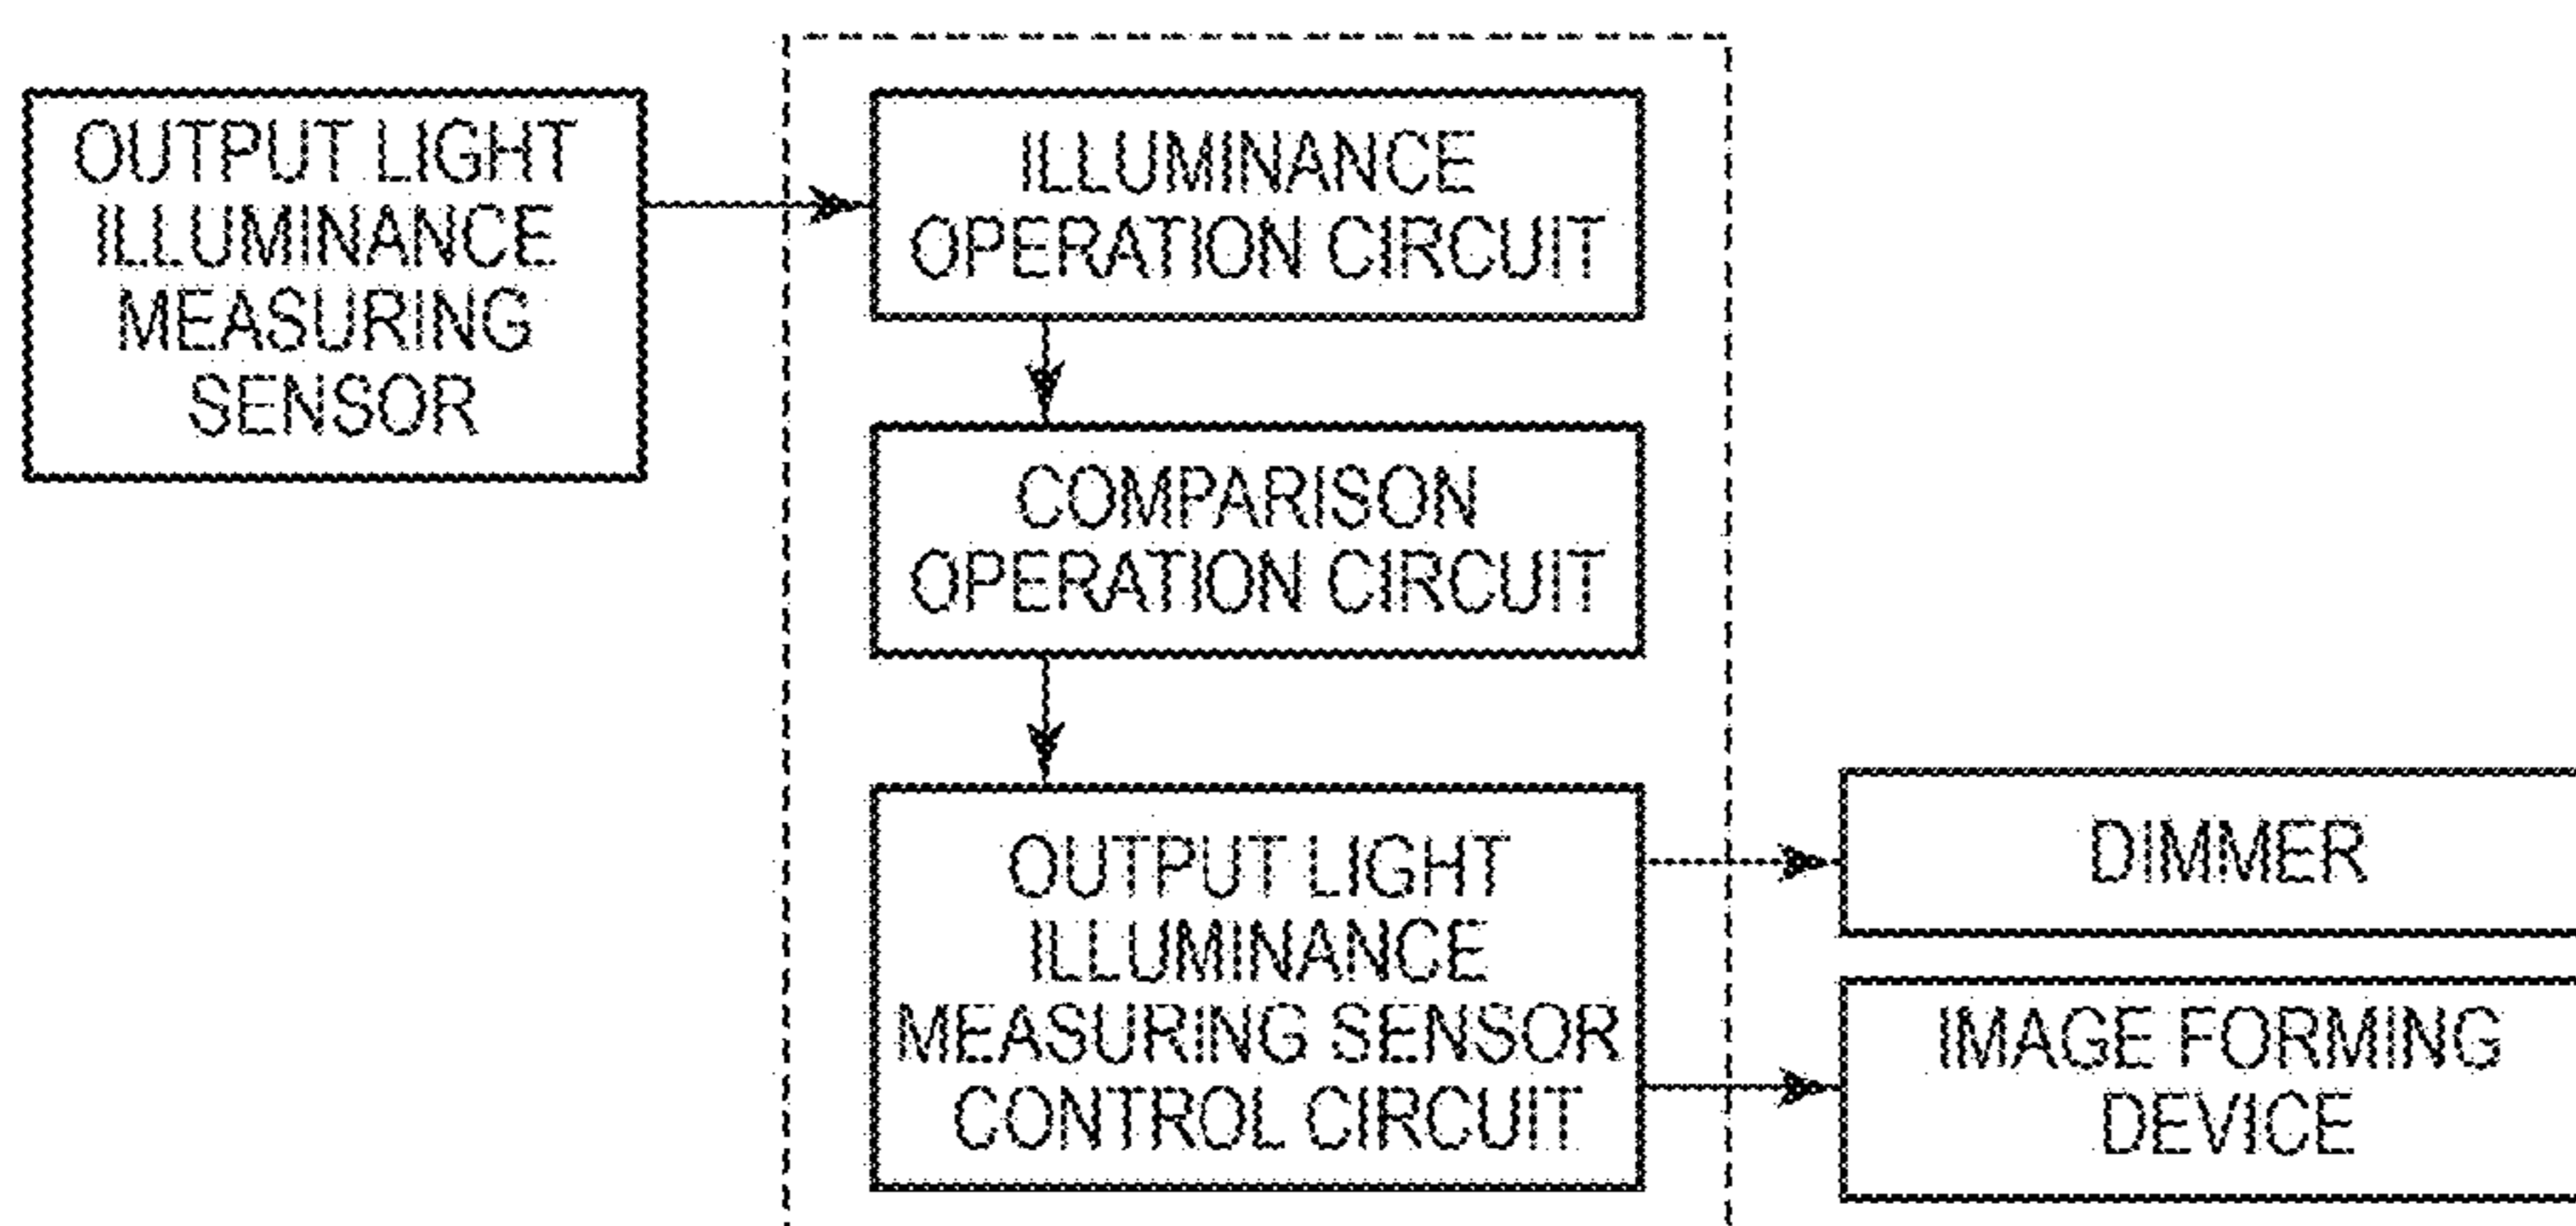 OUTPUT LIGHT
ILLUMINANCE
MEASURING
SENSOR
ILLUMINANCE
OPERATION CIRCUIT
COMPARISON
OPERATION CIRCUIT
OUTPUT LIGHT
ILLUMINANCE
MEASURING SENSOR
CONTROL CIRCUIT
DIMMER
IMAGE FORMING
DEVICE